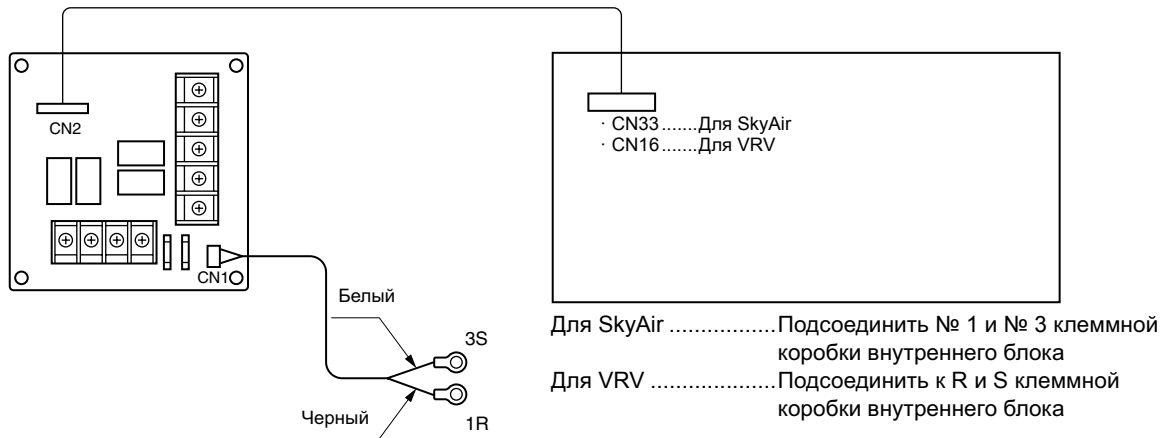 CN2
· CN33.......Для SkyAir
· CN16.......Для VRV
CN1
Белый
3S
Черный
1R
Для SkyAir .................Подсоединить № 1 и № 3 клеммной
коробки внутреннего блока
Для VRV ...................Подсоединить к R и S клеммной
коробки внутреннего блока